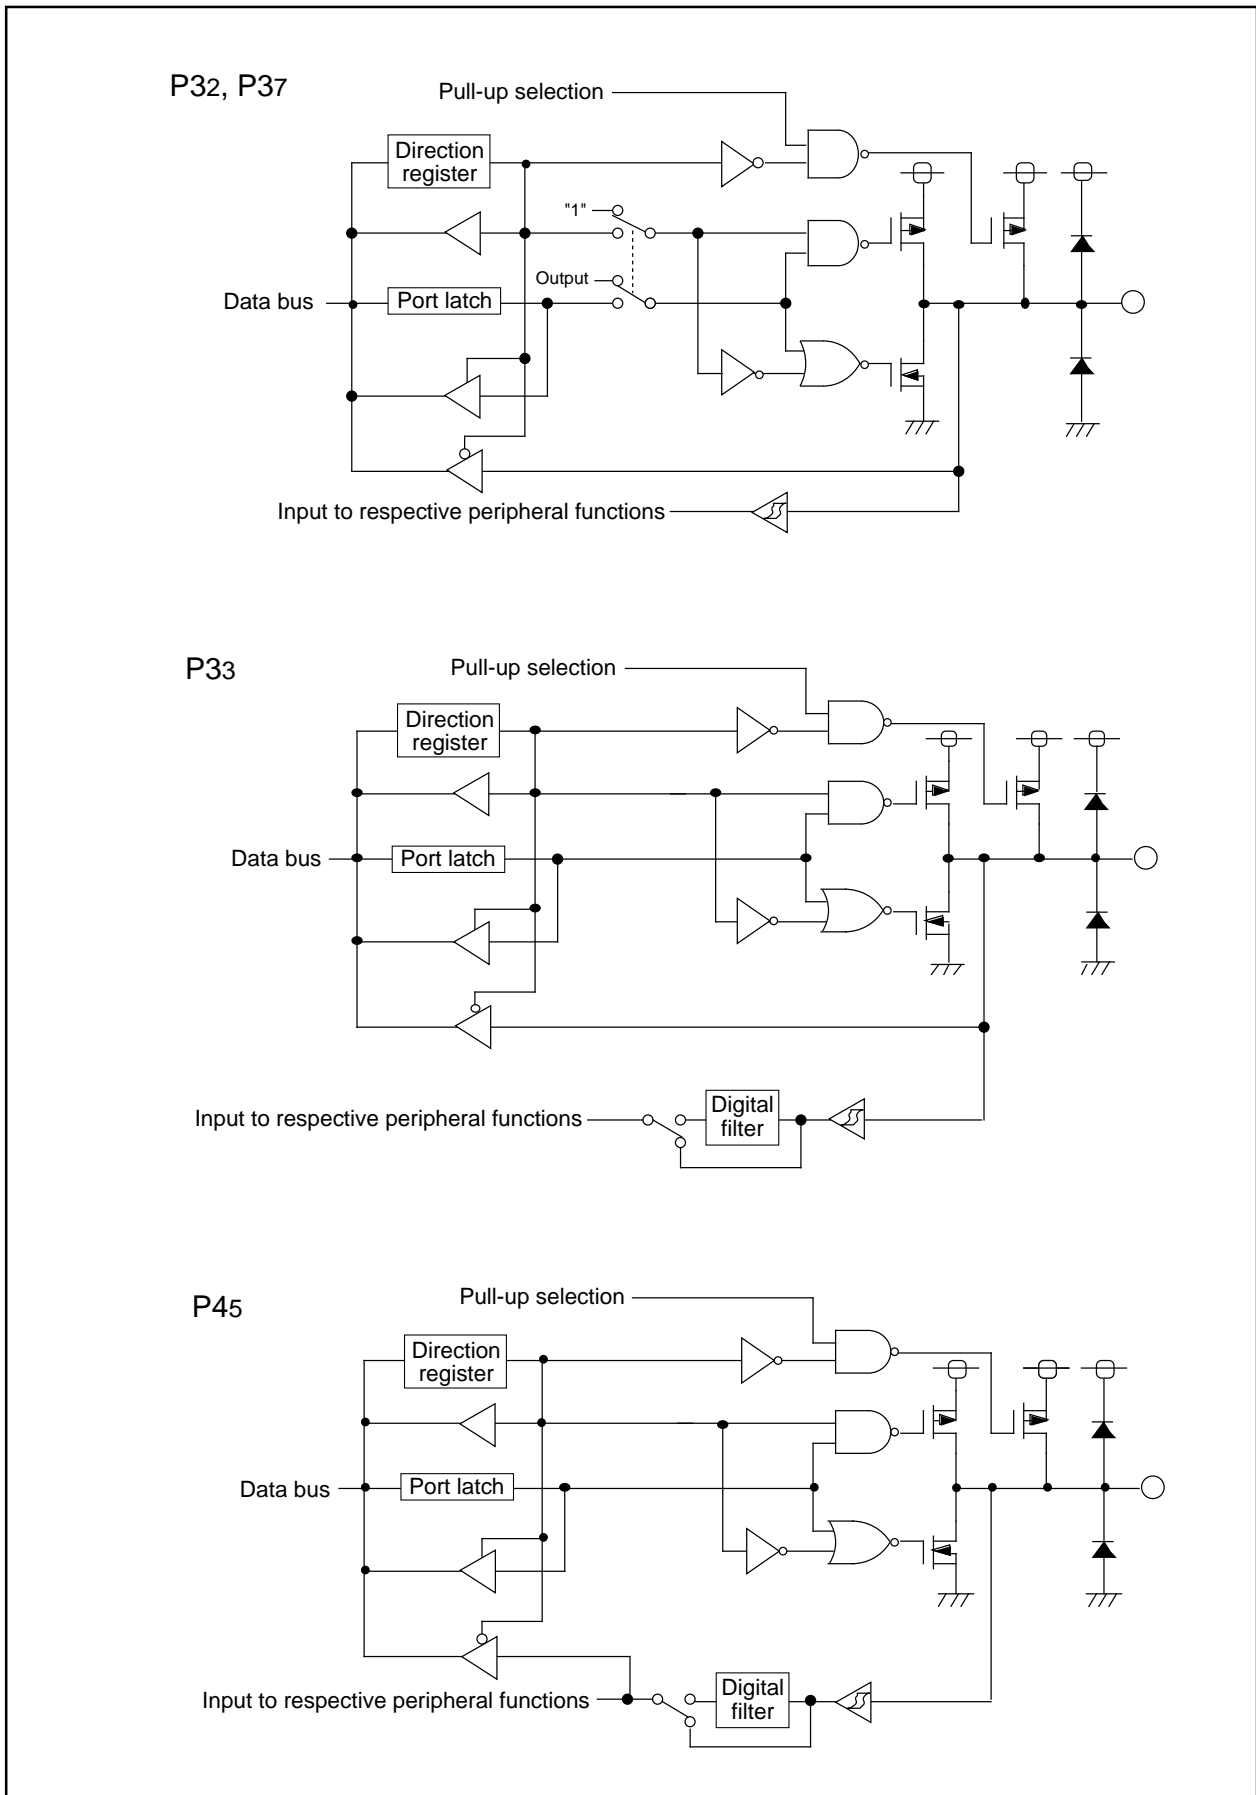 P32, P37
Pull-up selection
Direction
register
"1"
Output
Data bus
Port latch
Input to respective peripheral functions
P33
Pull-up selection
Direction
register
Data bus
Port latch
Input to respective peripheral functions
Digital
filter
P45
Pull-up selection
Direction
register
Data bus
Port latch
Input to respective peripheral functions
Digital
filter